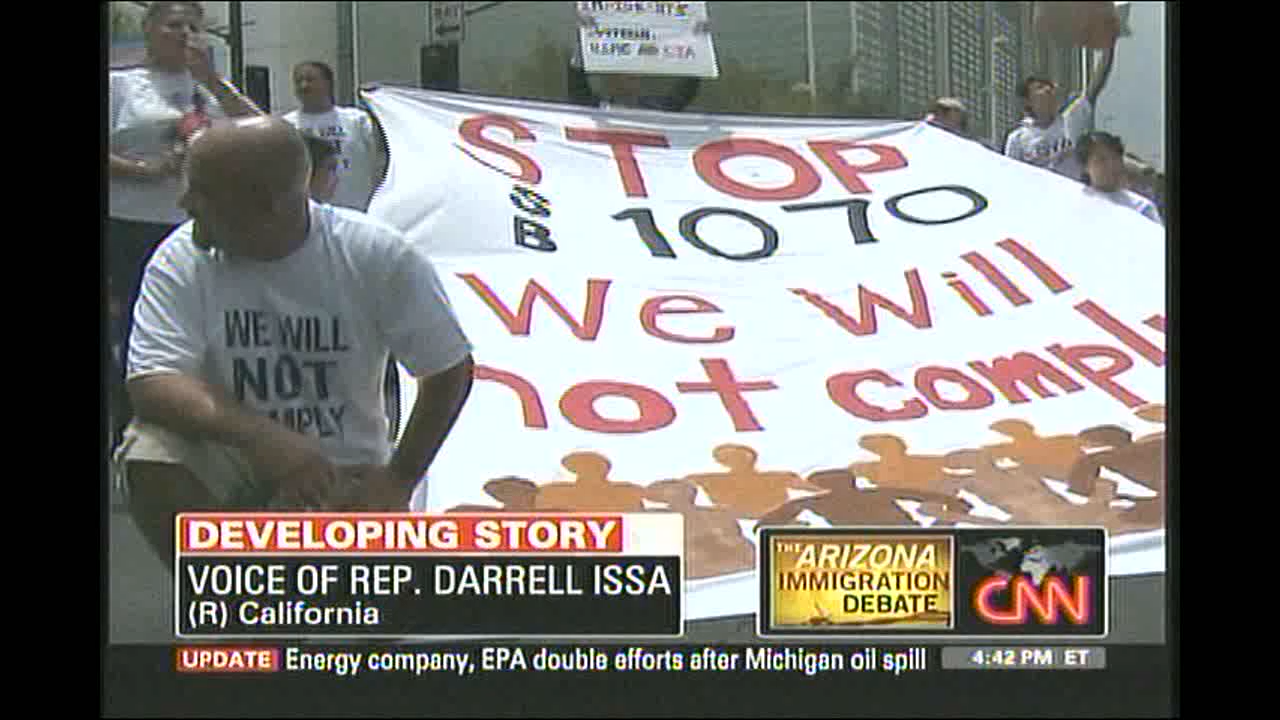 STOP
SB 1070
We Will
not comply
WE WILL
NOT
DEVELOPING STORY
VOICE OF REP. DARRELL ISSA
(R) California
THE ARIZONA
IMMIGRATION
DEBATE
CNN
UPDATE Energy company, EPA double efforts after Michigan oil spill 4:42 PM ET